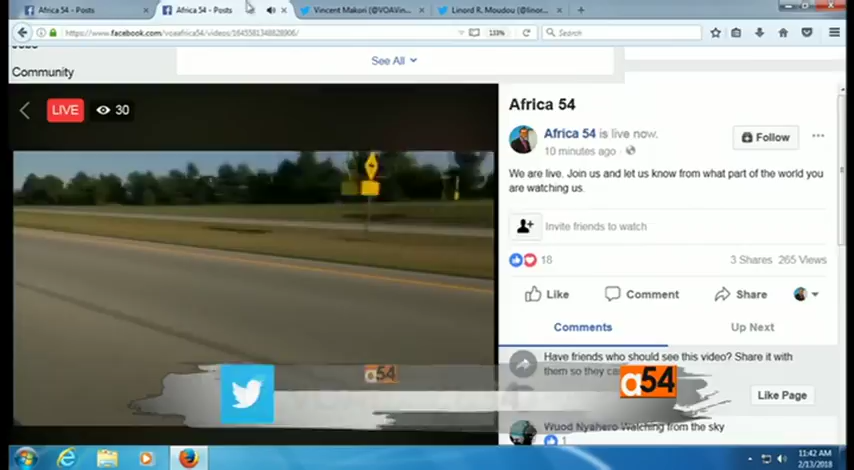 Africa 54 - Posts
Africa 54 - Posts
Vincent Makori (@VOAVin...
Linord R. Moudou (@linor...
https://www.facebook.com/voaafrica54/videos/1645581348828906/
133%
Search
See All
Community
LIVE
30
Africa 54
Africa 54 is live now.
10 minutes ago
Follow
We are live. Join us and let us know from what part of the world you
are watching us.
Invite friends to watch
18
3 Shares 265 Views
Like
Comment
Share
Comments
Up Next
Have friends who should see this video? Share it with
them so they ca
Like Page
a54
a54
Wuod Nyahero Watching from the sky
1
11:42 AM
2/13/2018